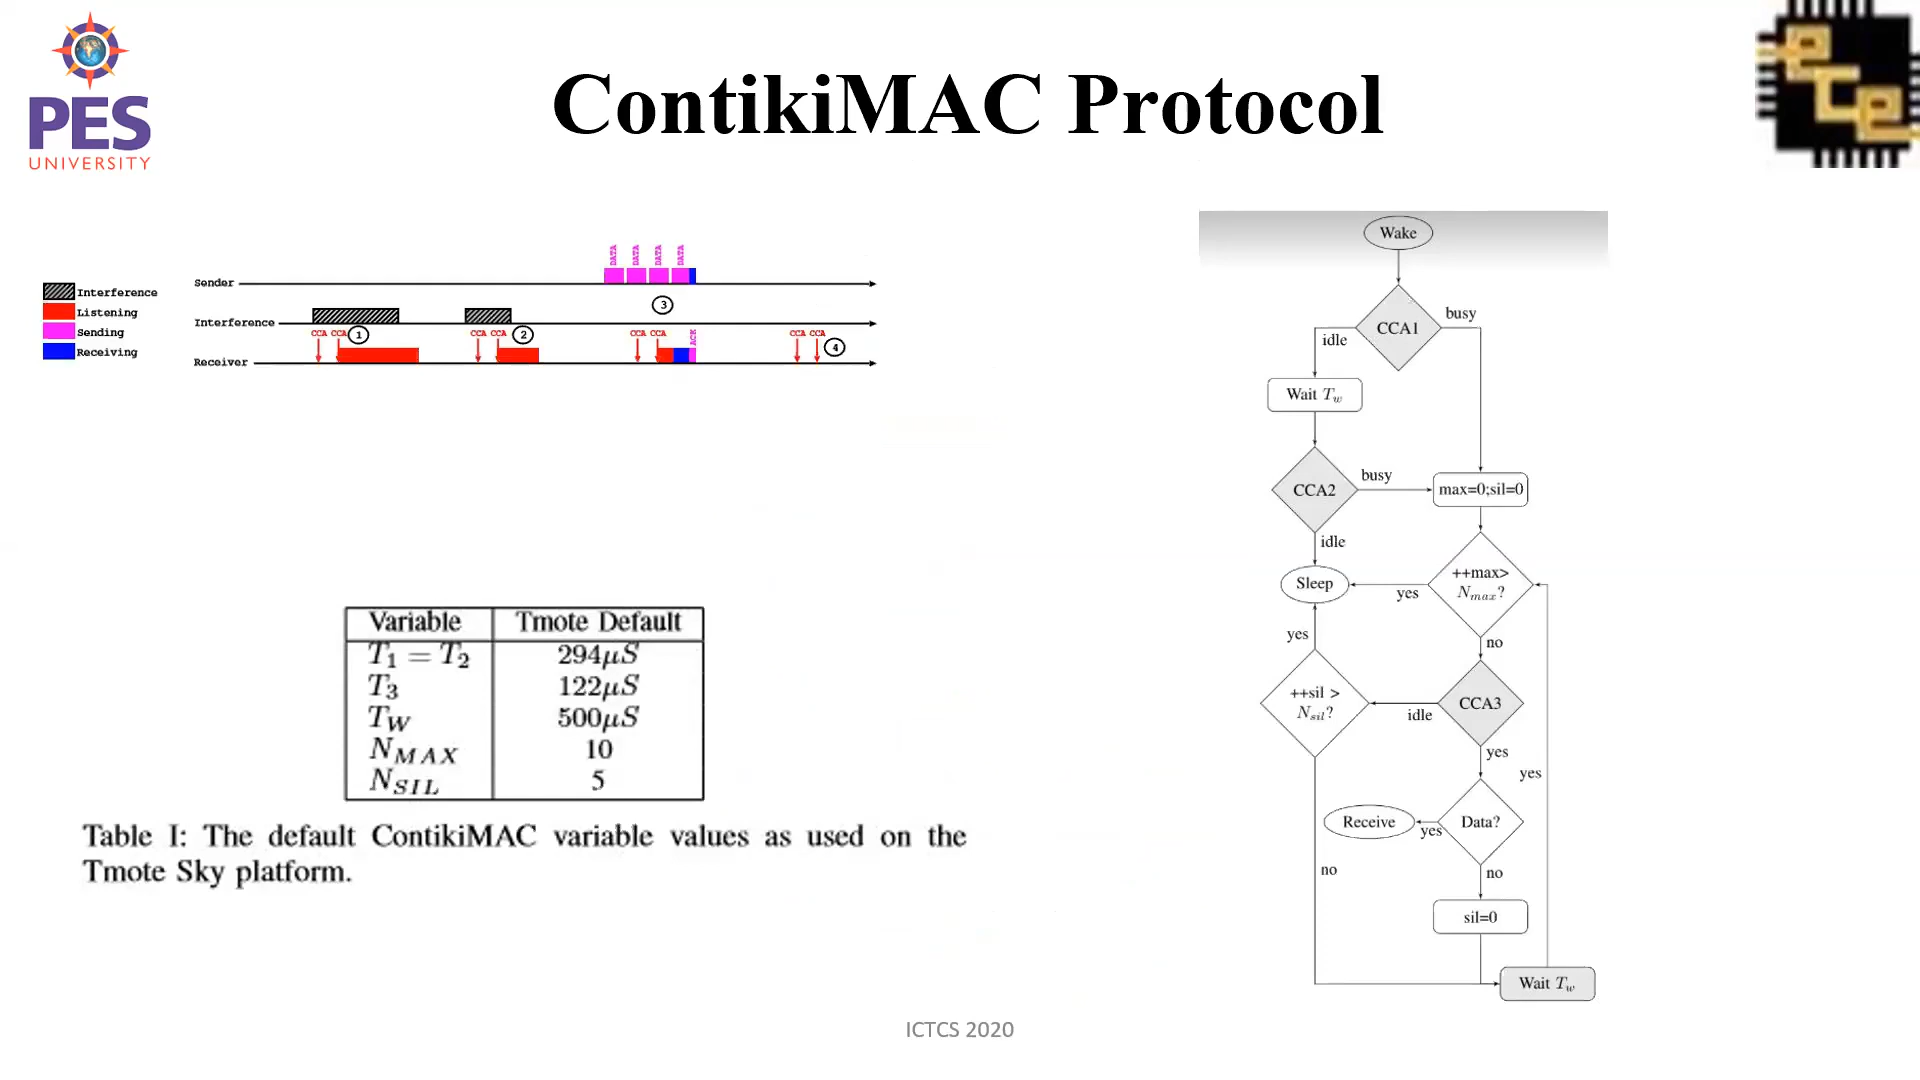 PES
UNIVERSITY
ContikiMAC Protocol
Interference
Listening
Sending
Receiving
DATA DATA DATA DATA
Sender
3
Interference
CCA CCA 1 CCA CCA 2 CCA CCA ACK CCA CCA 4
Receiver
Variable Tmote Default
T1 = T2 294μS
T3 122μS
TW 500μS
NMAX 10
NSIL 5
Table I: The default ContikiMAC variable values as used on the
Tmote Sky platform.
Wake
CCA1
busy
idle
Wait Tw
CCA2
busy
max=0;sil=0
idle
Sleep
++max>
Nmax?
yes
yes
no
++sil >
Nsil?
idle
CCA3
yes
yes
Receive
yes
Data?
no
no
sil=0
Wait Tw
ICTCS 2020